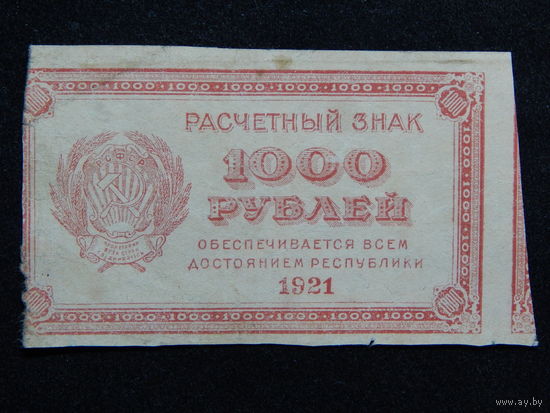 РАСЧЕТНЫЙ ЗНАК
1000
РУБЛЕЙ
ОБЕСПЕЧИВАЕТСЯ ВСЕМ
ДОСТОЯНИЕМ РЕСПУБЛИКИ
1921
www.ay.by